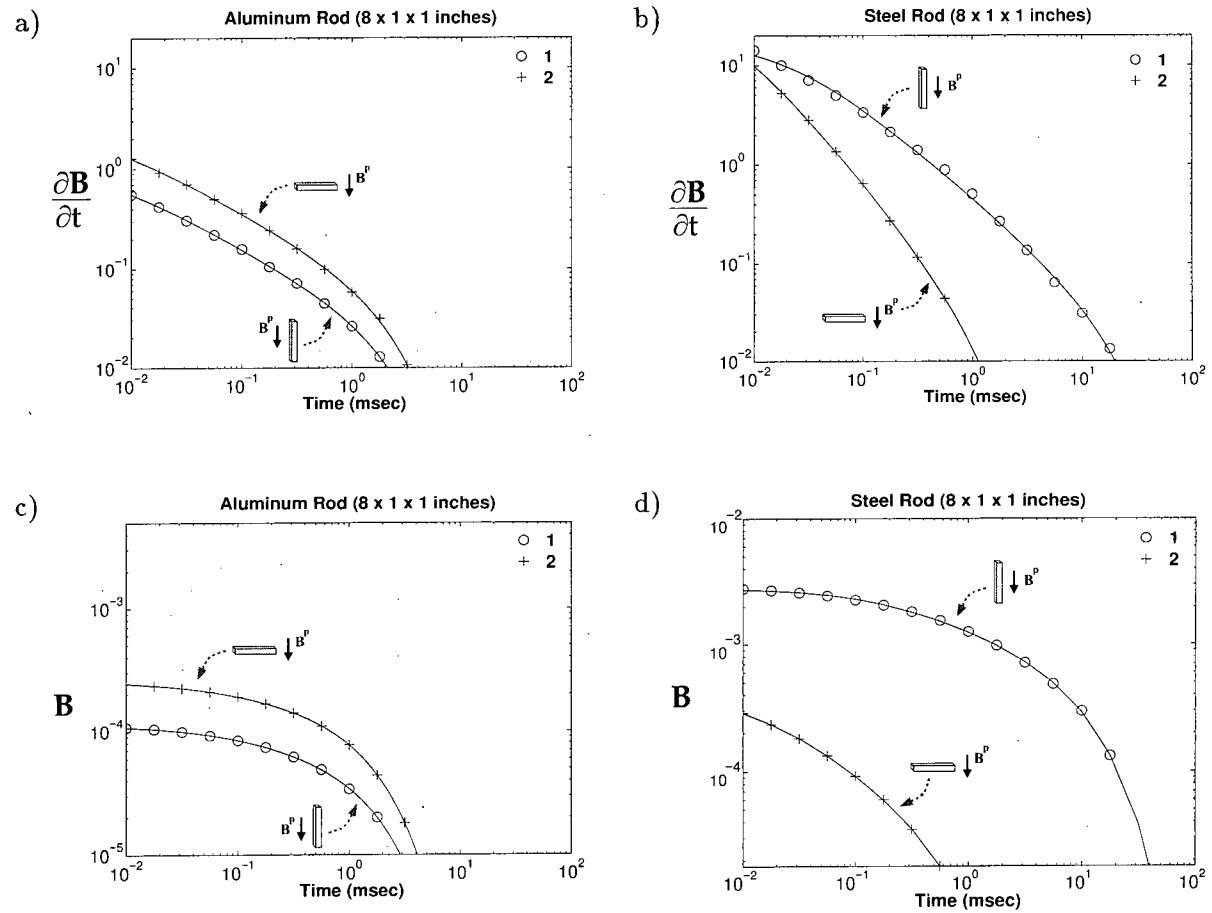 a)
Aluminum Rod (8 x 1 x 1 inches)
10^1
10^0
10^-1
10^-2
∂B
∂t
1
2
B^p
B^p
10^-2 10^-1 10^0 10^1 10^2
Time (msec)
b)
Steel Rod (8 x 1 x 1 inches)
10^1
10^0
10^-1
10^-2
∂B
∂t
1
2
B^p
B^p
10^-2 10^-1 10^0 10^1 10^2
Time (msec)
c)
Aluminum Rod (8 x 1 x 1 inches)
10^-3
10^-4
10^-5
B
1
2
B^p
B^p
10^-2 10^-1 10^0 10^1 10^2
Time (msec)
d)
Steel Rod (8 x 1 x 1 inches)
10^-2
10^-3
10^-4
B
1
2
B^p
B^p
10^-2 10^-1 10^0 10^1 10^2
Time (msec)